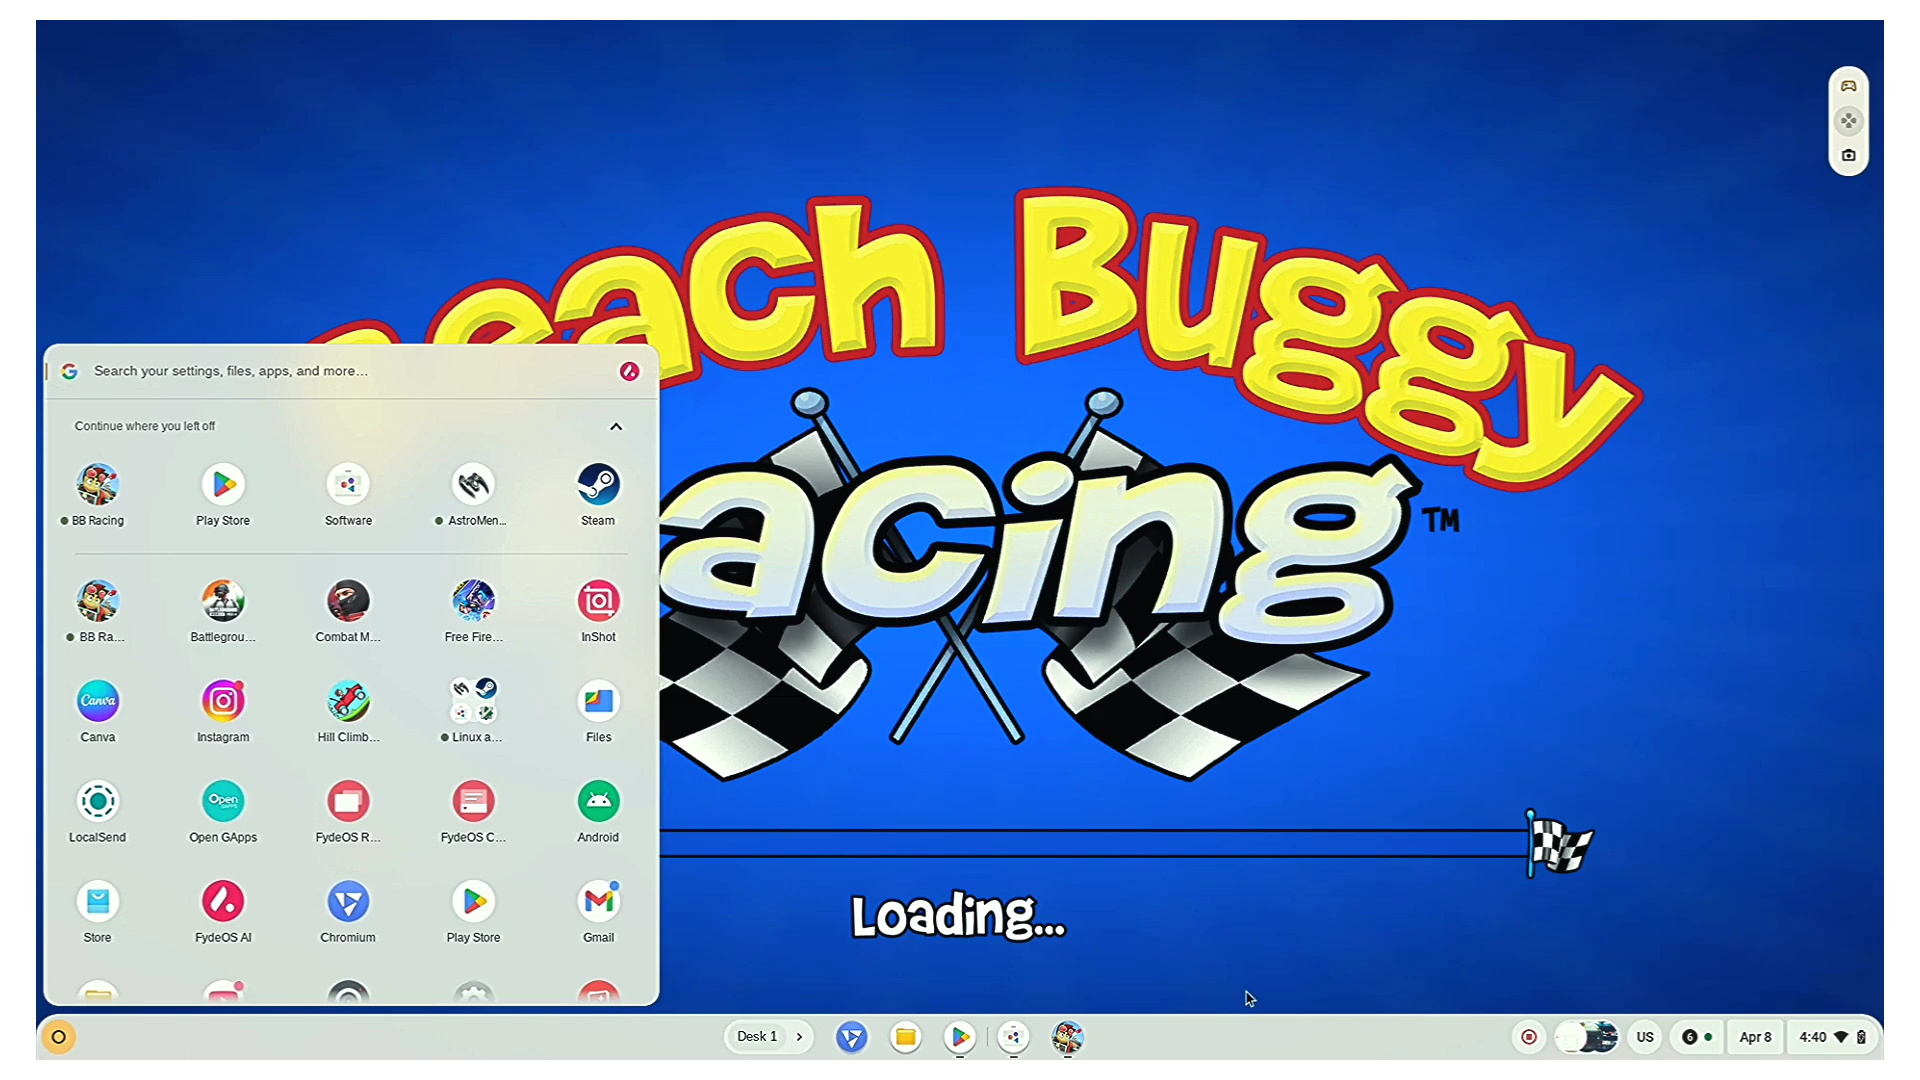 Beach Buggy
Racing™
Search your settings, files, apps, and more...
Continue where you left off
BB Racing
Play Store
Software
AstroMen...
Steam
BB Ra...
Battlegrou...
Combat M...
Free Fire...
InShot
Canva
Canva
Instagram
Hill Climb...
Linux a...
Files
Open
LocalSend
Open GApps
FydeOS R...
FydeOS C...
Android
Store
FydeOS AI
Chromium
Play Store
Gmail
Loading...
Desk 1
US
6
Apr 8
4:40